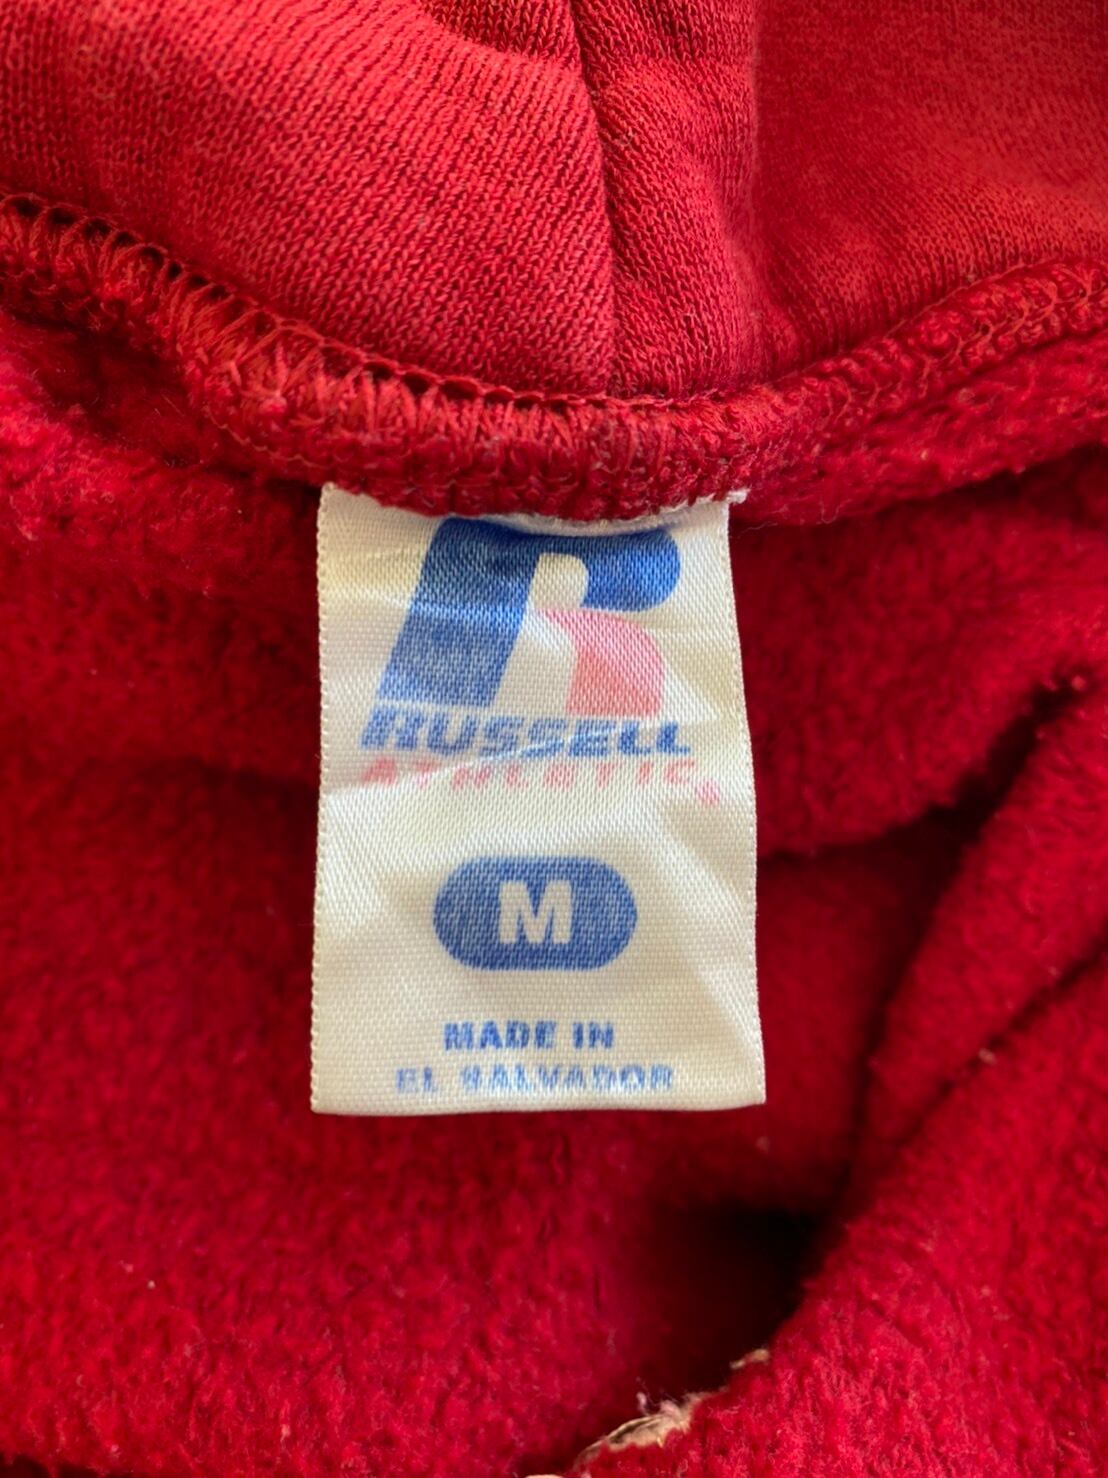 R
RUSSELL
ATHLETIC®
M
MADE IN
EL SALVADOR